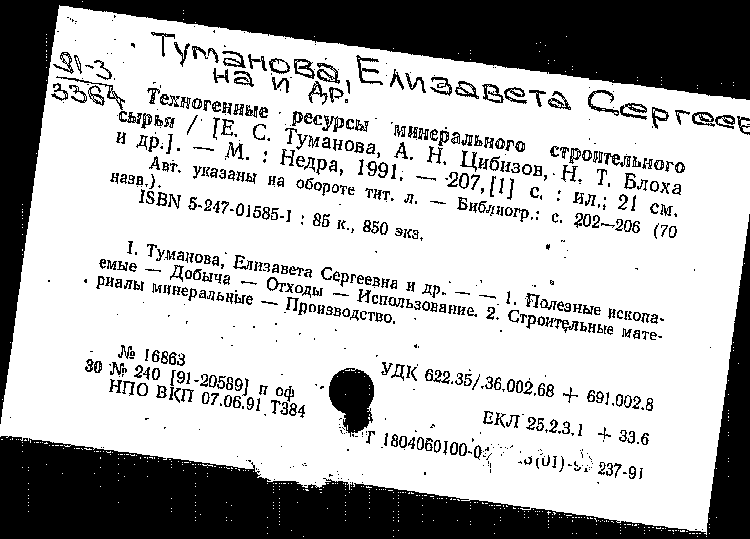 Туманова, Елизавета Сергеев
на и др.
91-3
3364
Техногенные ресурсы минерального строительного
сырья / [Е. С. Туманова, А. Н. Цибизов, Н. Т. Блоха
и др.]. — М. : Недра, 1991. — 207,[1] с. : ил.; 21 см.
Авт. указаны на обороте тит. л. — Библиогр.: с. 202—206 (70
назв.).
ISBN 5-247-01585-1 : 85 к., 850 экз.
I. Туманова, Елизавета Сергеевна и др. — — 1. Полезные ископа-
емые — Добыча — Отходы — Использование. 2. Строительные мате-
риалы минеральные — Производство.
№ 16863
30 № 240 [91-20589] п оф
НПО ВКП 07.06.91 Т384
УДК 622.35/.36.002.68 + 691.002.8
ЕКЛ 25.2.3.1 + 33.6
Т 1804060100-0 (01)-91 237-91